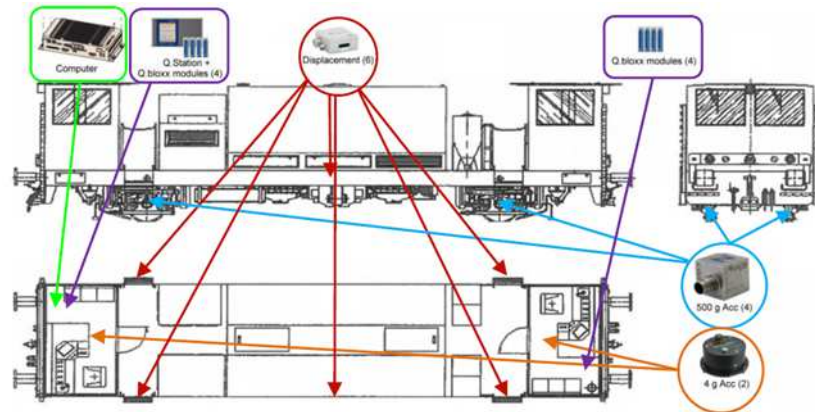 Computer
Q.Station +
Q.bloxx modules (4)
Displacement (6)
Q.bloxx modules (4)
500 g Acc (4)
4 g Acc (2)